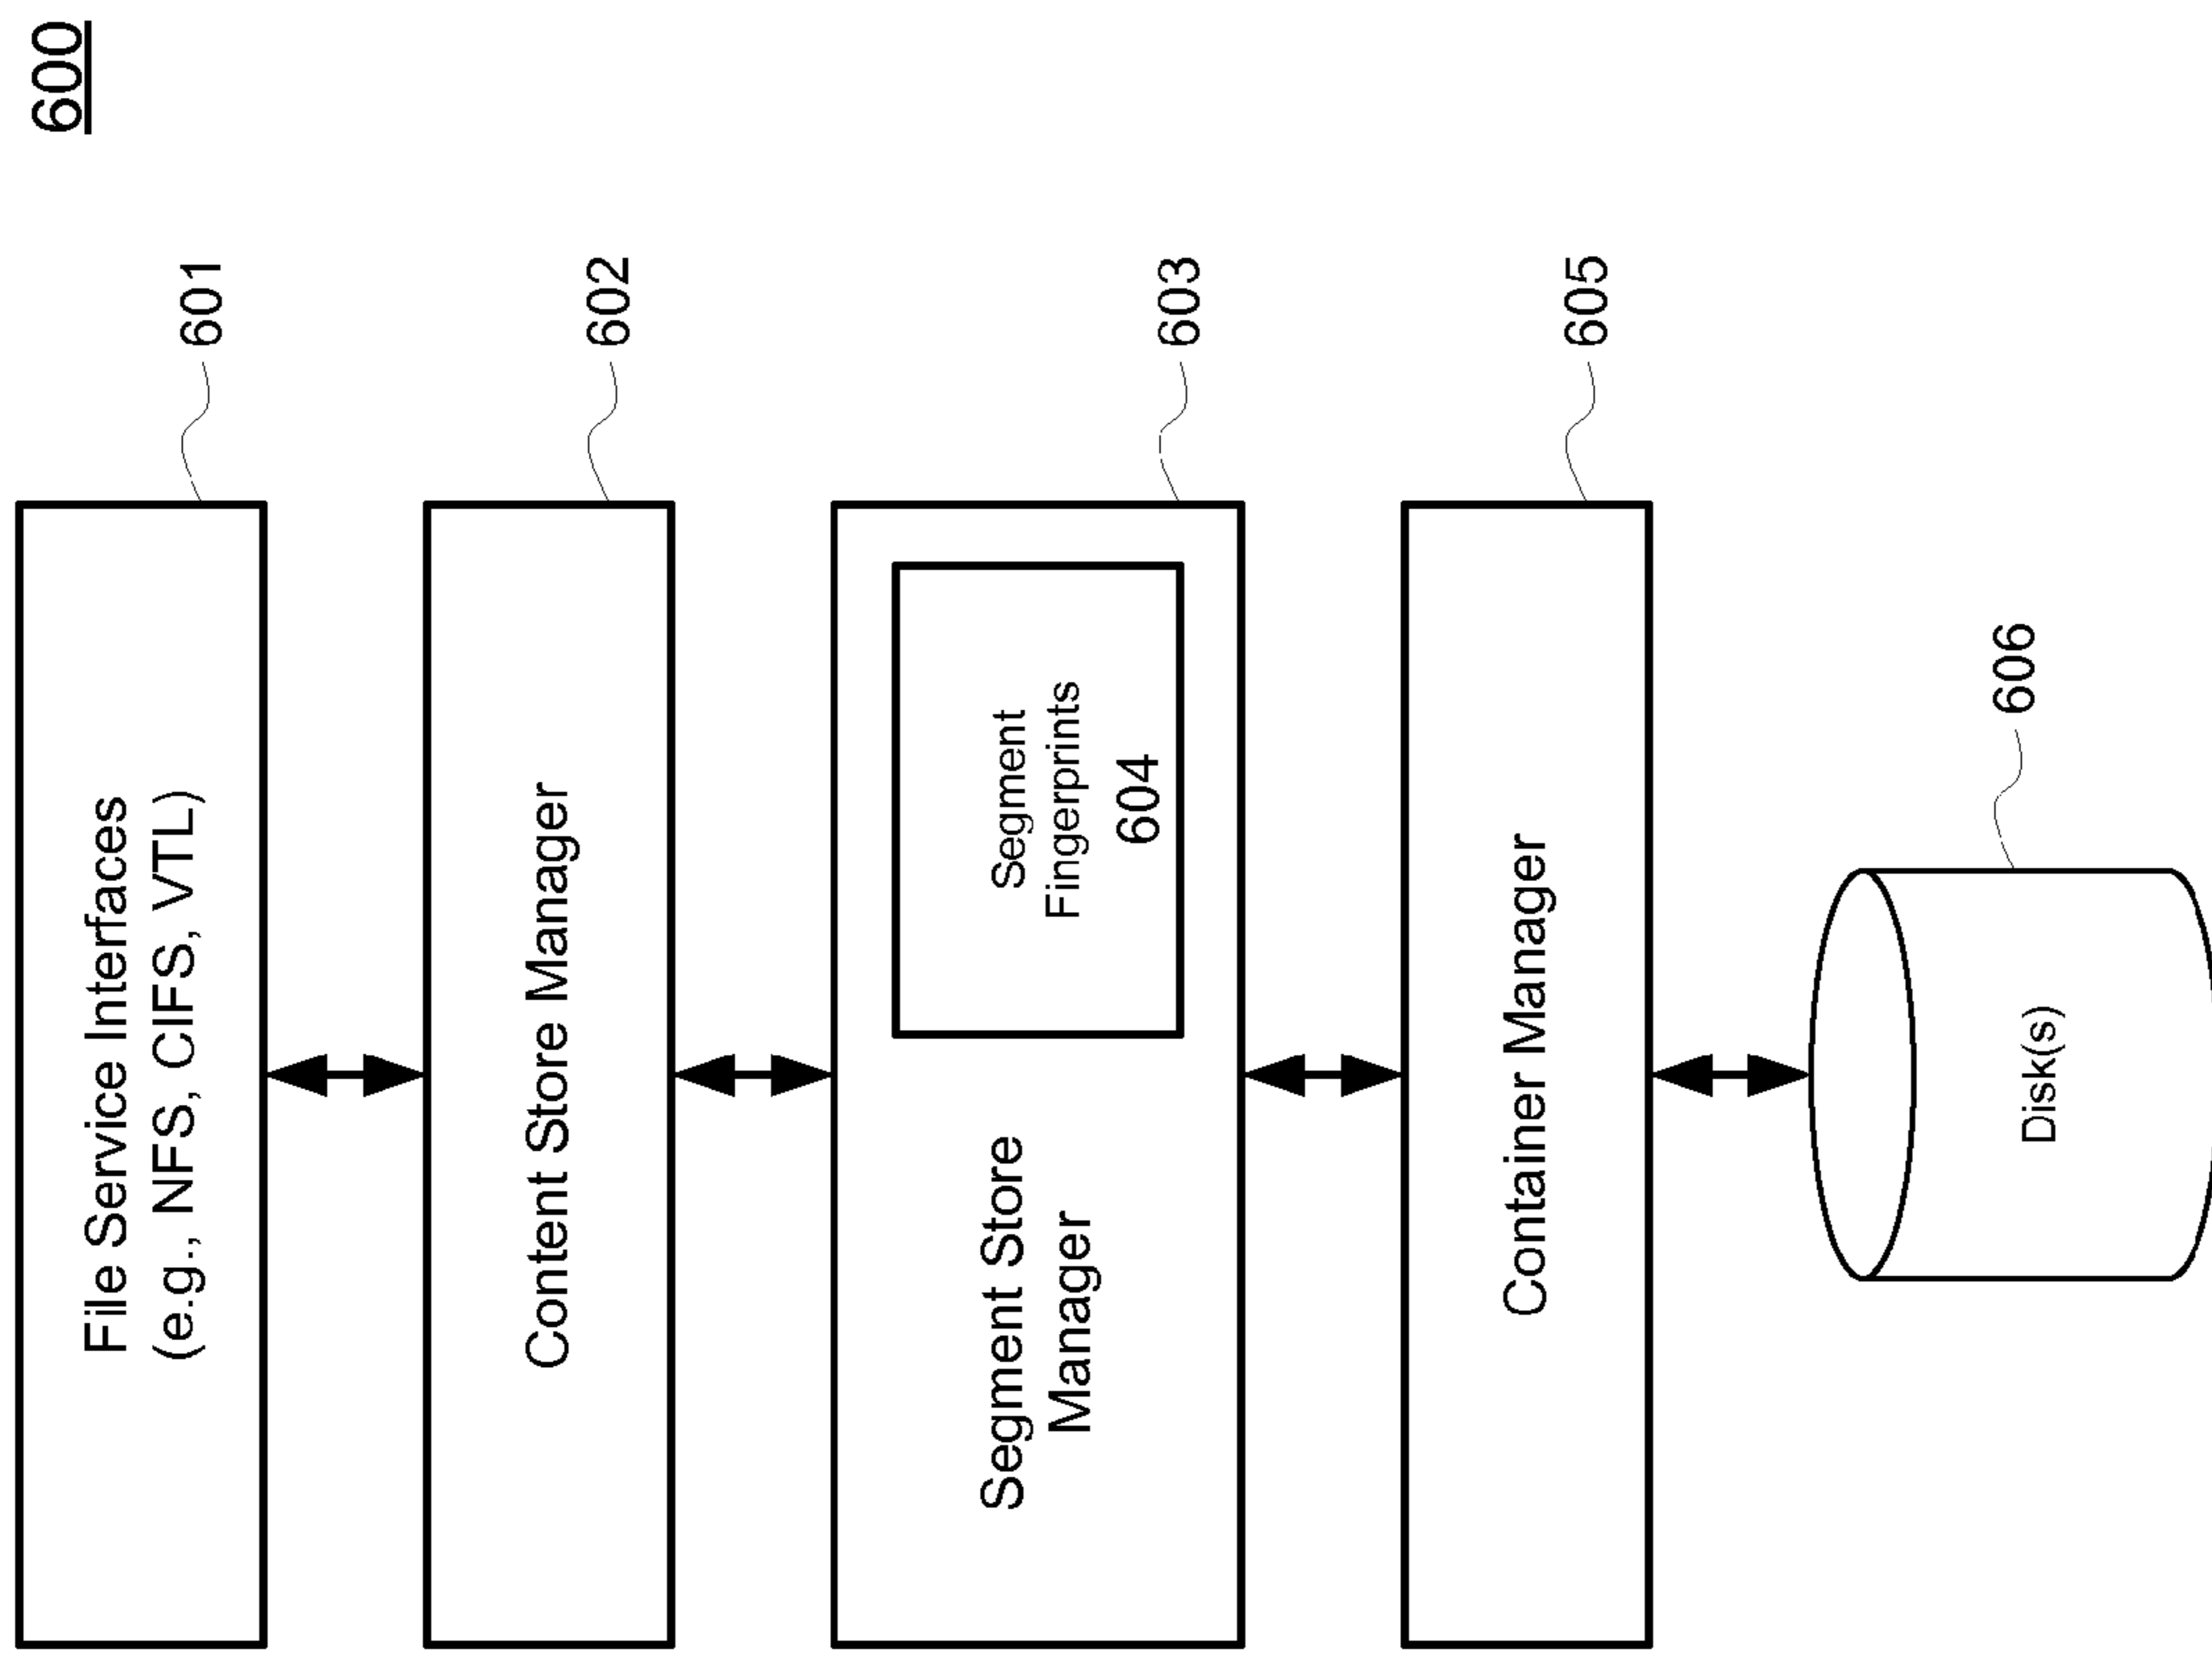 600
File Service Interfaces
(e.g., NFS, CIFS, VTL)
601
Content Store Manager
602
Segment Store
Manager
Segment
Fingerprints
604
603
Container Manager
605
Disk(s)
606